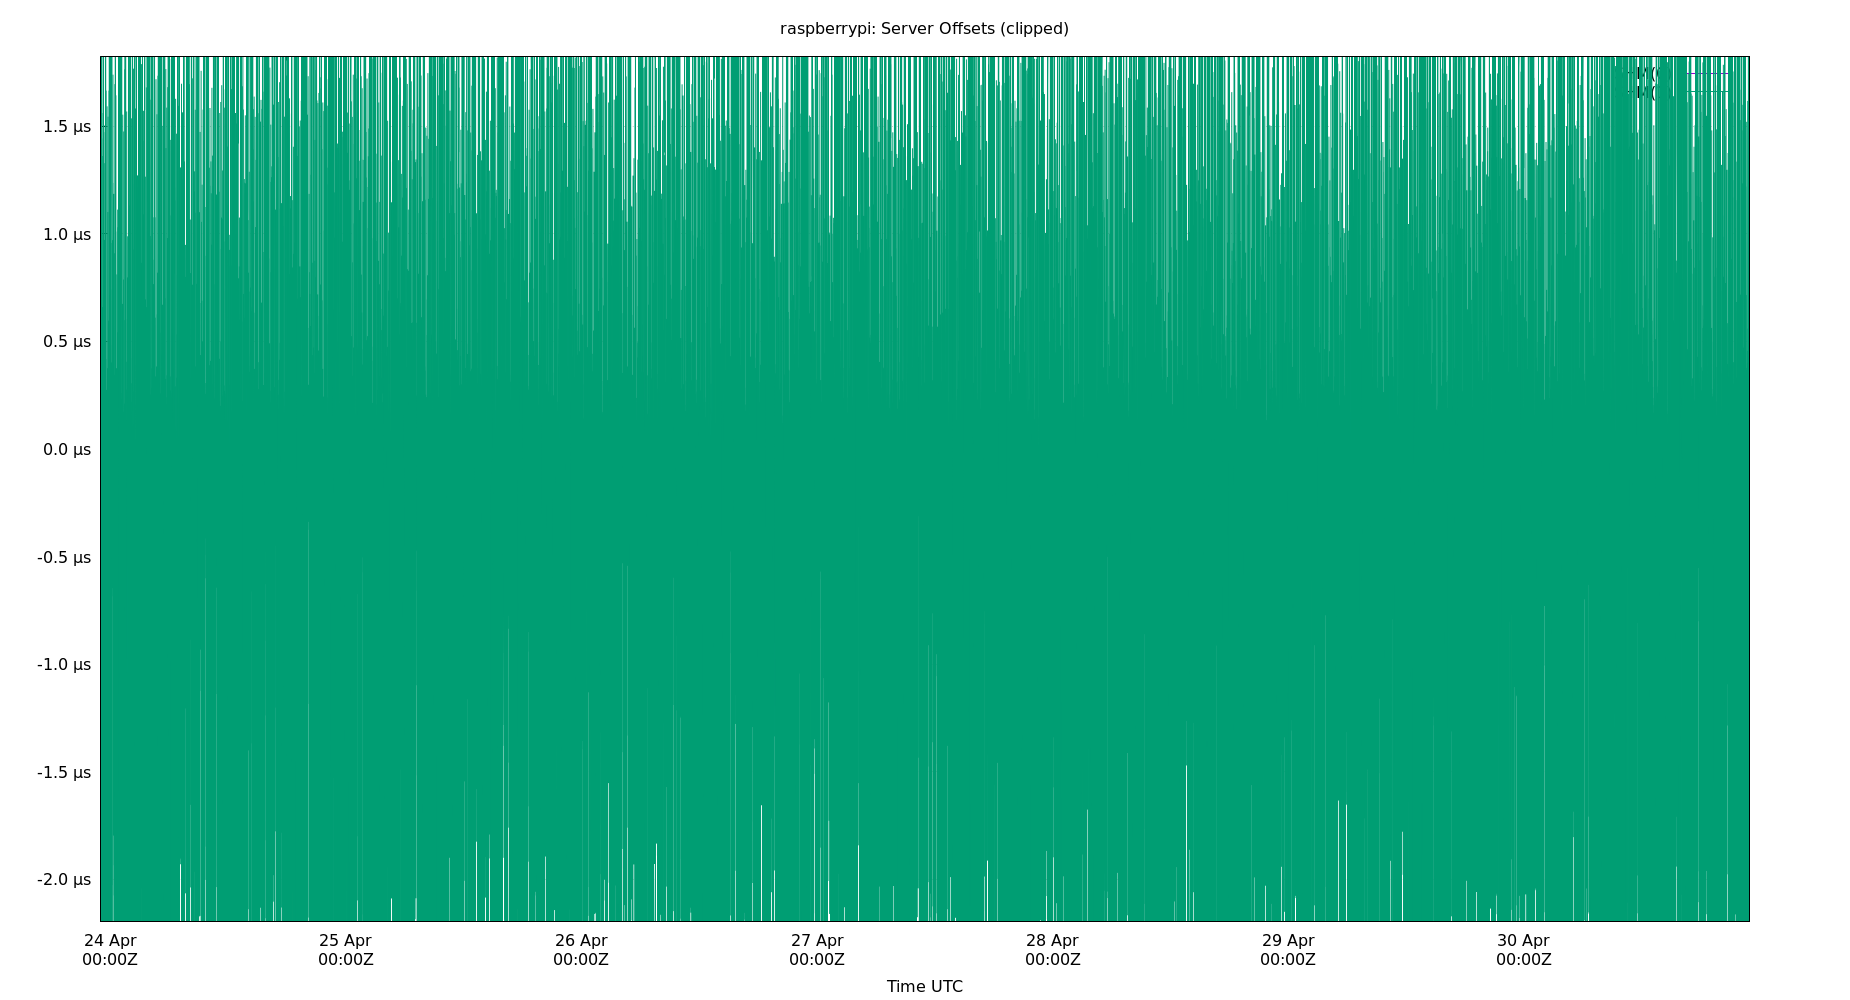 raspberrypi: Server Offsets (clipped)
1.5 µs
1.0 µs
0.5 µs
0.0 µs
-0.5 µs
-1.0 µs
-1.5 µs
-2.0 µs
24 Apr 25 Apr 26 Apr 27 Apr 28 Apr 29 Apr 30 Apr
00:00Z 00:00Z 00:00Z 00:00Z 00:00Z 00:00Z 00:00Z
Time UTC